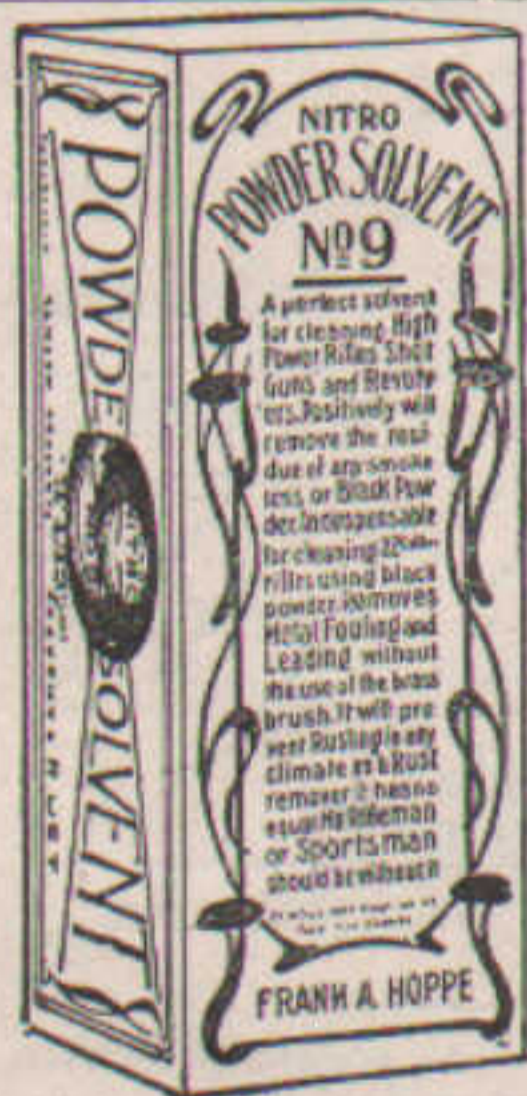 POWDER SOLVENT
NITRO
POWDER SOLVENT
No 9
A perfect solvent
for cleaning High
Power Rifles Shot
Guns and Revolv-
ers. Positively will
remove the resi-
due of any smoke
less or Black Pow
der. Indespensable
for cleaning 22
rifles using black
powder. Removes
Metal Fouling and
Leading without
the use of the brass
brush. It will pre
vent Rusting in any
climate as a RUST
remover it has no
equal. No Rifleman
or Sportsman
should be without it
FRANK A. HOPPE